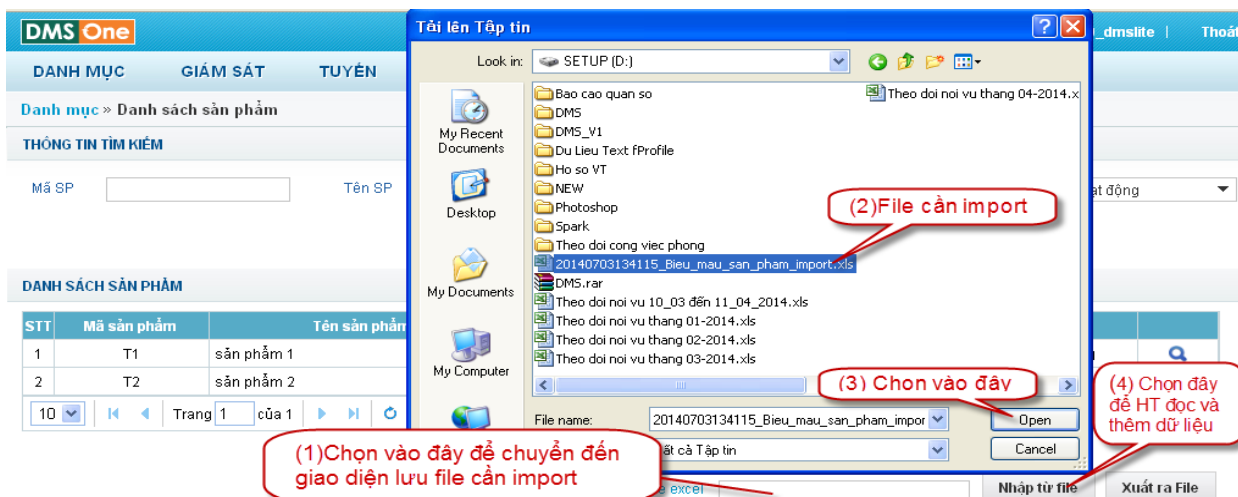 DMS One
_dmslite | Thoát
DANH MỤC GIÁM SÁT TUYẾN
Danh mục » Danh sách sản phẩm
THÔNG TIN TÌM KIẾM
Mã SP Tên SP
ạt động
DANH SÁCH SẢN PHẨM
STT Mã sản phẩm Tên sản phẩm
1 T1 sản phẩm 1
2 T2 sản phẩm 2
10 Trang 1 của 1
Tải lên Tập tin
Look in: SETUP (D:)
My Recent Documents
Desktop
My Documents
My Computer
Bao cao quan so
DMS
DMS_V1
Du Lieu Text fProfile
Ho so VT
NEW
Photoshop
Spark
Theo doi cong viec phong
20140703134115_Bieu_mau_san_pham_import.xls
DMS.rar
Theo doi noi vu 10_03 đến 11_04_2014.xls
Theo doi noi vu thang 01-2014.xls
Theo doi noi vu thang 02-2014.xls
Theo doi noi vu thang 03-2014.xls
Theo doi noi vu thang 04-2014.x
File name: 20140703134115_Bieu_mau_san_pham_impor Open
ất cả Tập tin Cancel
(2)File cần import
(3) Chon vào đây
(4) Chọn đây
để HT đọc và
thêm dữ liệu
(1)Chọn vào đây để chuyển đến
giao diện lưu file cần import
e excel Nhập từ file Xuất ra File